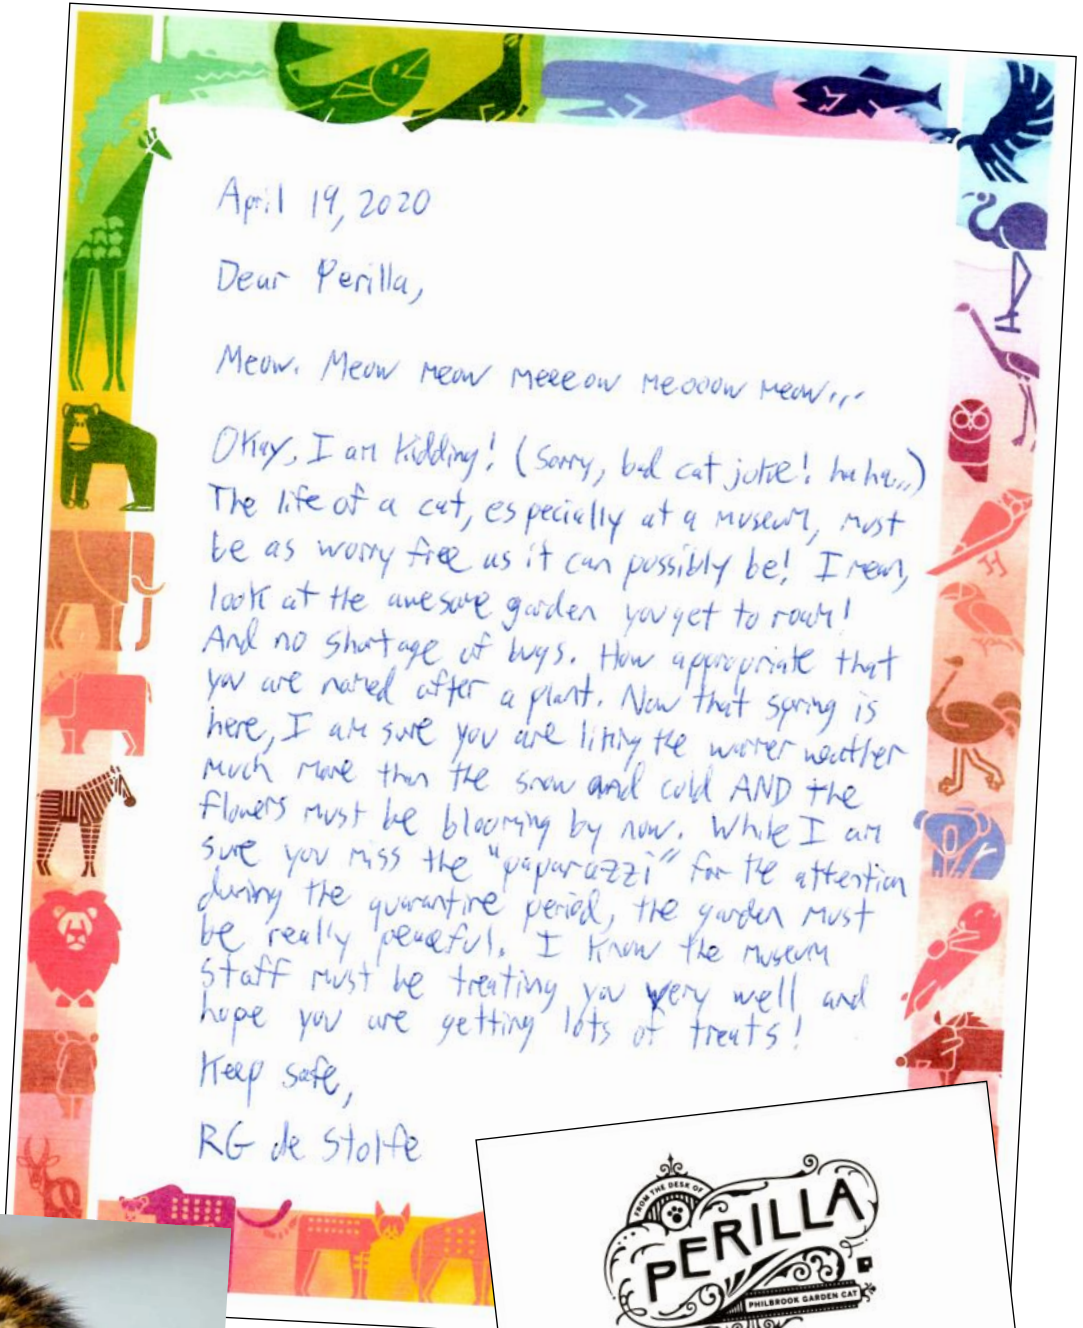 April 19, 2020
Dear Perilla,
Meow. Meow meow meeeow meooow meow...
Okay, I am kidding! (Sorry, bad cat joke! ha ha...)
The life of a cat, especially at a museum, must
be as worry free as it can possibly be! I mean,
look at the awesome garden you get to roam!
And no shortage of bugs. How appropriate that
you are named after a plant. Now that spring is
here, I am sure you are liking the warmer weather
much more than the snow and cold AND the
flowers must be blooming by now. While I am
sure you miss the "paparazzi" for the attention
during the quarantine period, the garden must
be really peaceful. I know the museum
staff must be treating you very well and
hope you are getting lots of treats!
Keep safe,
RG de Stolfe
FROM THE DESK OF
PERILLA
PHILBROOK GARDEN CAT